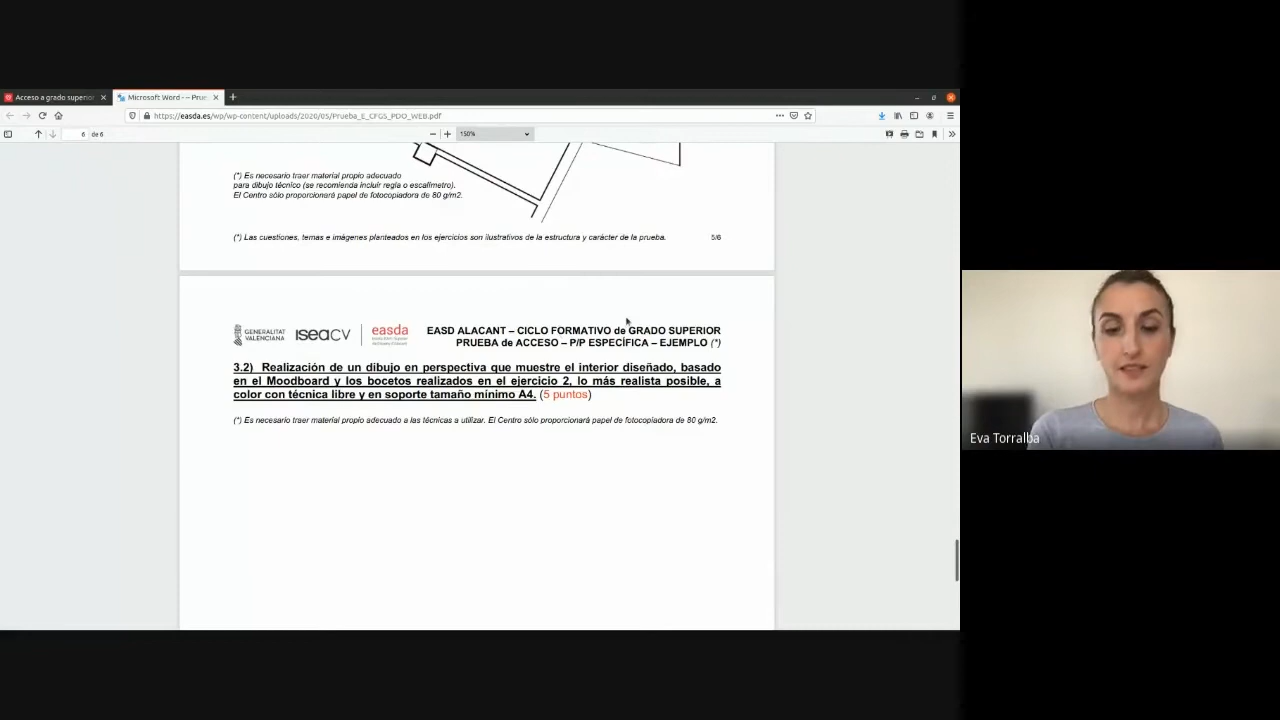 Acceso a grado superior
Microsoft Word - – Prue
https://easda.es/wp/wp-content/uploads/2020/05/Prueba_E_CFGS_PDO_WEB.pdf
6 de 6
150%
(*) Es necesario traer material propio adecuado
para dibujo técnico (se recomienda incluir regla o escalímetro).
El Centro sólo proporcionará papel de fotocopiadora de 80 g/m2.
(*) Las cuestiones, temas e imágenes planteados en los ejercicios son ilustrativos de la estructura y carácter de la prueba.
5/6
GENERALITAT
VALENCIANA
iseaCV
easda
EASD ALACANT – CICLO FORMATIVO de GRADO SUPERIOR
PRUEBA de ACCESO – P/P ESPECÍFICA – EJEMPLO (*)
3.2) Realización de un dibujo en perspectiva que muestre el interior diseñado, basado
en el Moodboard y los bocetos realizados en el ejercicio 2, lo más realista posible, a
color con técnica libre y en soporte tamaño mínimo A4. (5 puntos)
(*) Es necesario traer material propio adecuado a las técnicas a utilizar. El Centro sólo proporcionará papel de fotocopiadora de 80 g/m2.
Eva Torralba